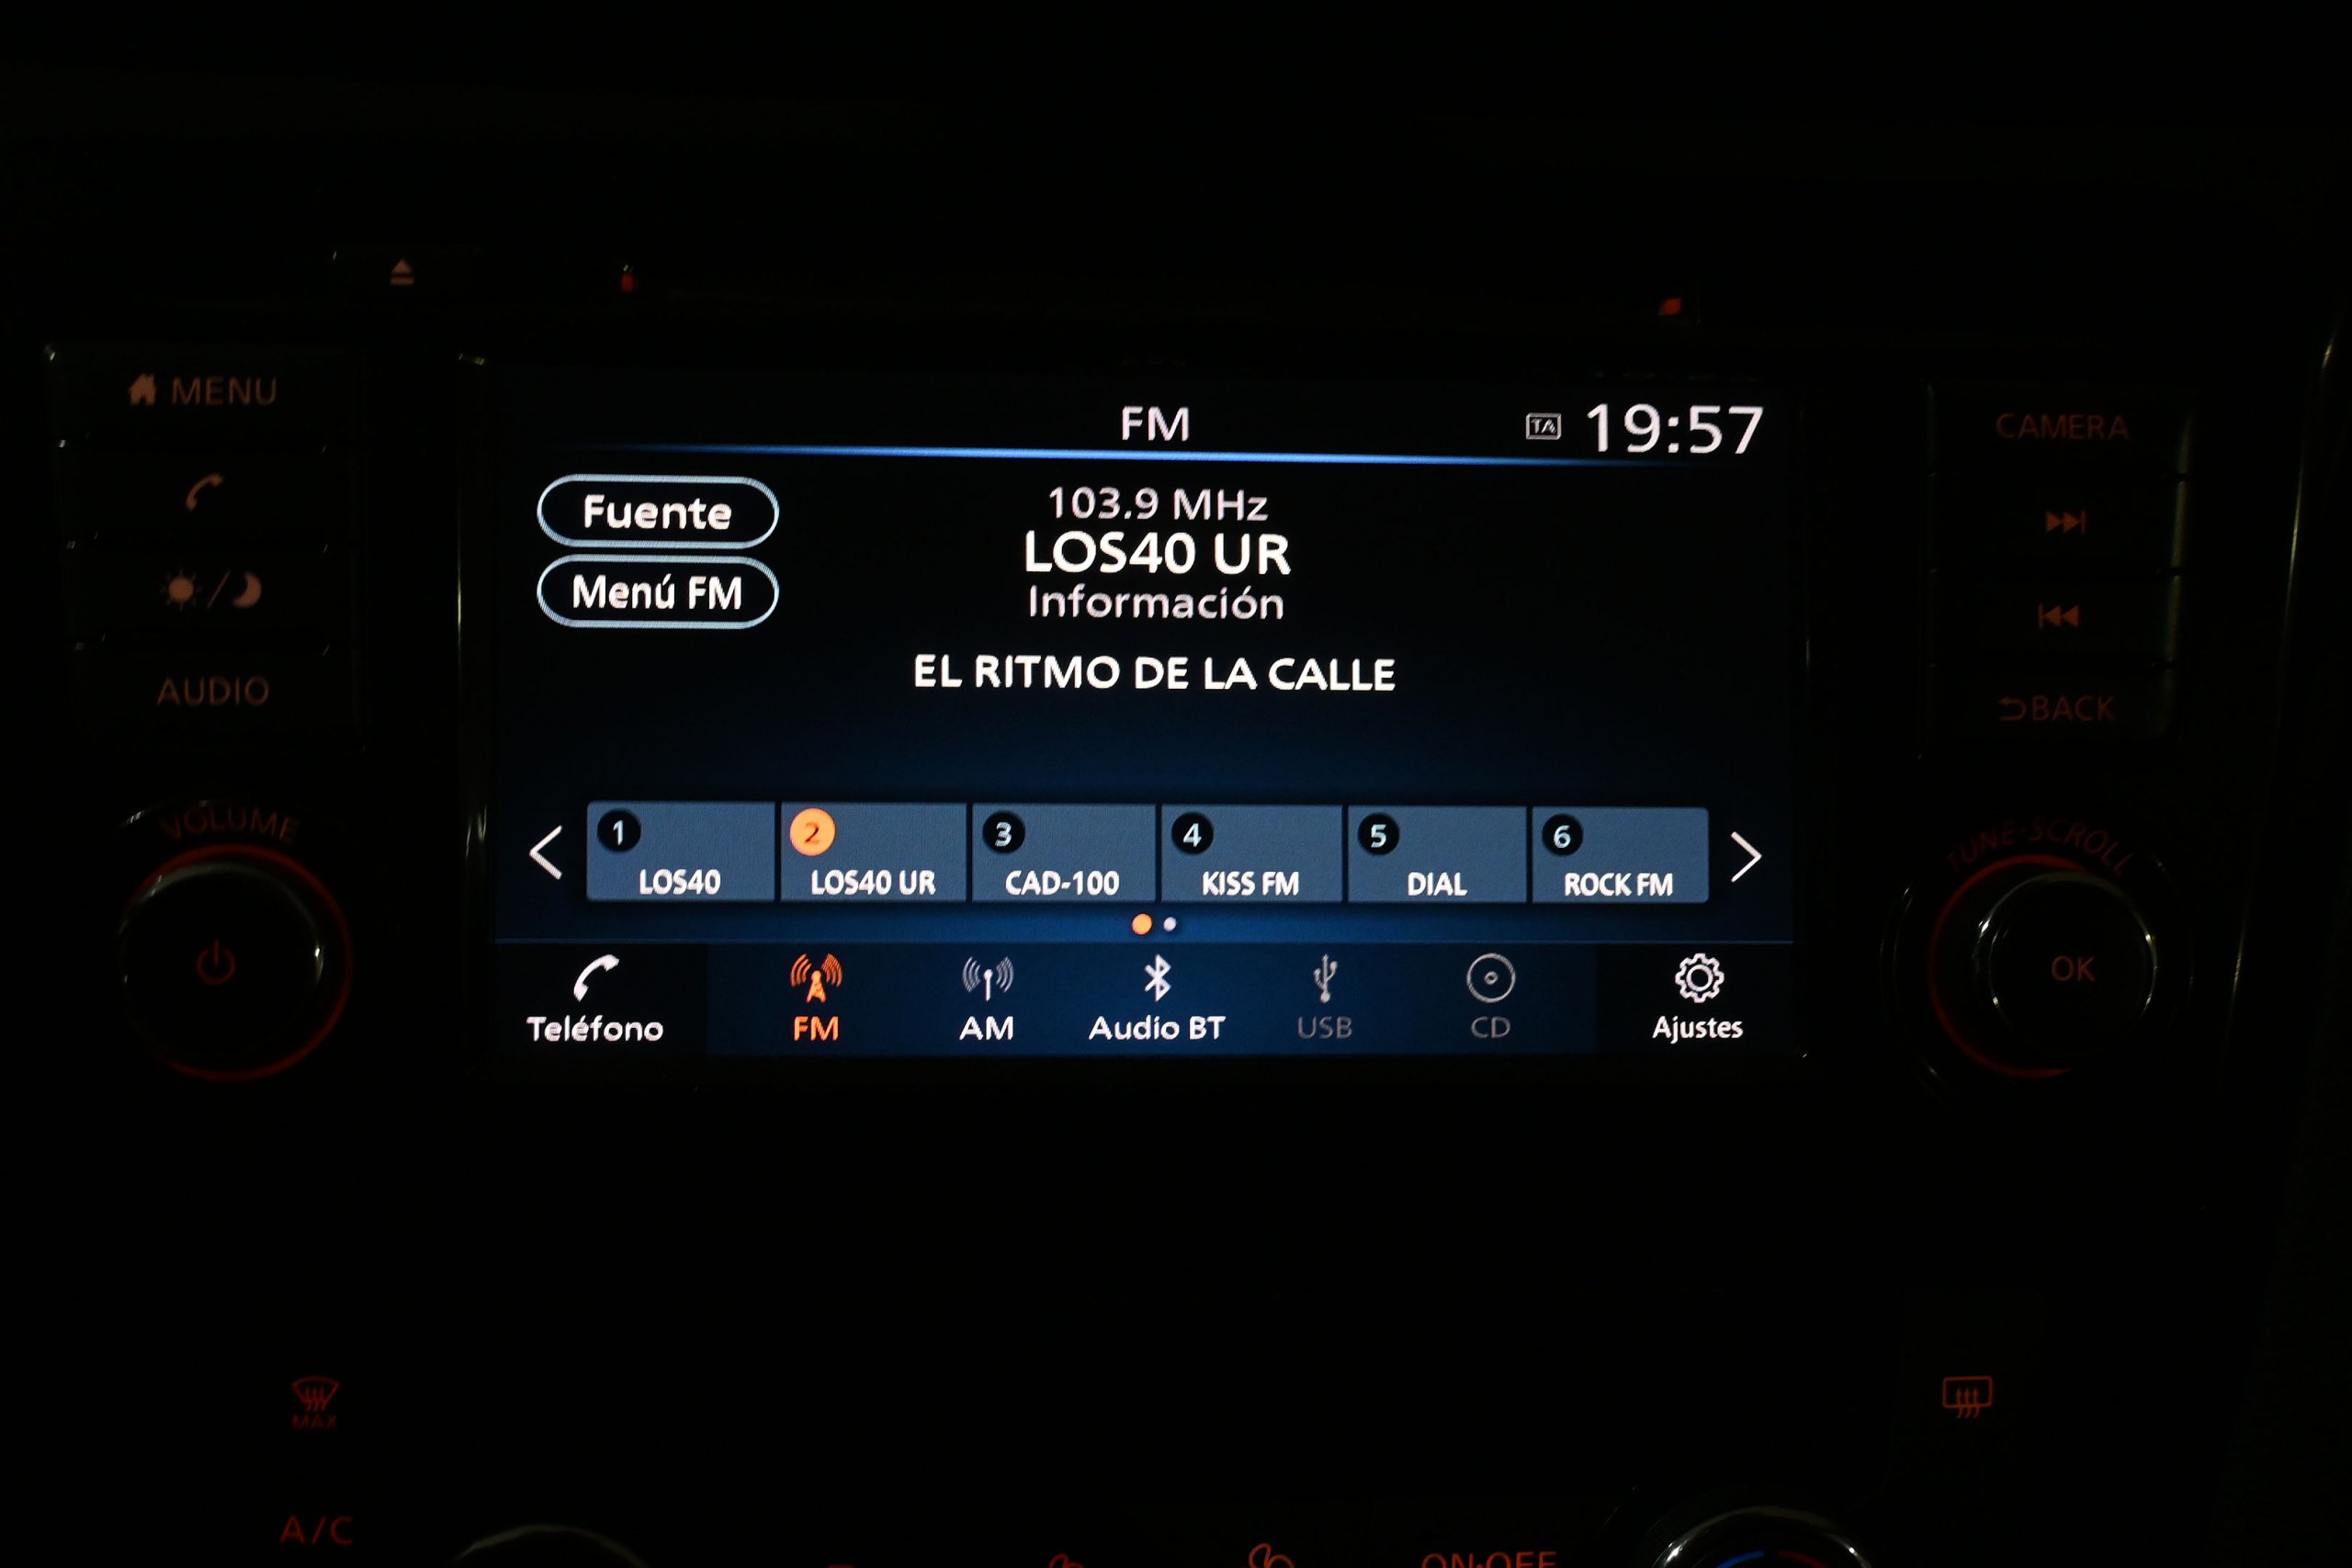 MENU
AUDIO
VOLUME
FM
TA
19:57
Fuente
Menú FM
103.9 MHz
LOS40 UR
Información
EL RITMO DE LA CALLE
1
LOS40
2
LOS40 UR
3
CAD-100
4
KISS FM
5
DIAL
6
ROCK FM
Teléfono
FM
AM
Audio BT
USB
CD
Ajustes
CAMERA
BACK
TUNE·SCROLL
OK
MAX
A/C
ON·OFF